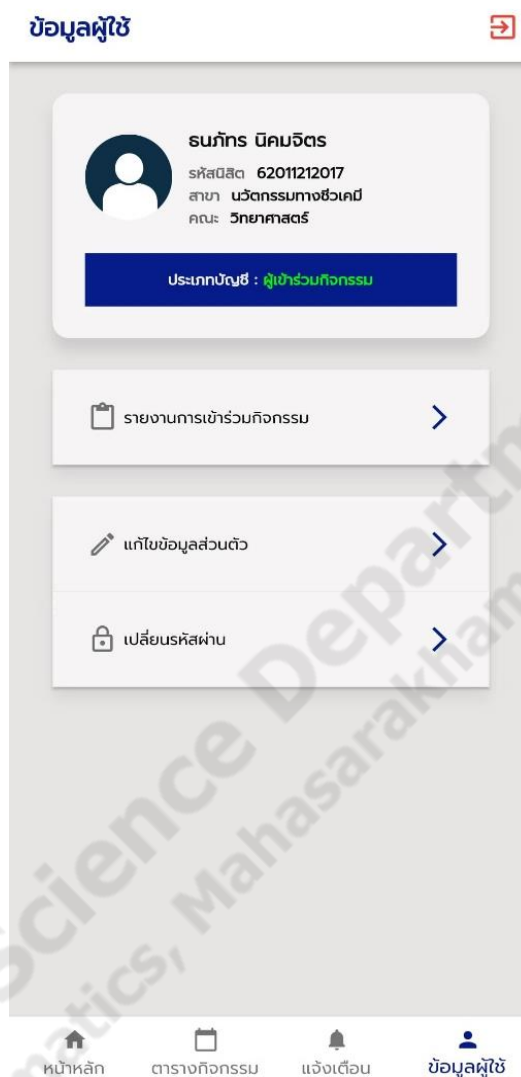 ข้อมูลผู้ใช้
ธนภัทร นิคมจิตร
รหัสนิสิต 62011212017
สาขา นวัตกรรมทางชีวเคมี
คณะ วิทยาศาสตร์
ประเภทบัญชี : ผู้เข้าร่วมกิจกรรม
รายงานการเข้าร่วมกิจกรรม
แก้ไขข้อมูลส่วนตัว
เปลี่ยนรหัสผ่าน
Science Departm
matics, Mahasarakham
หน้าหลัก ตารางกิจกรรม แจ้งเตือน ข้อมูลผู้ใช้